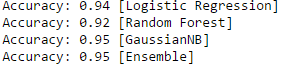 Accuracy: 0.94 [Logistic Regression]
Accuracy: 0.92 [Random Forest]
Accuracy: 0.95 [GaussianNB]
Accuracy: 0.95 [Ensemble]